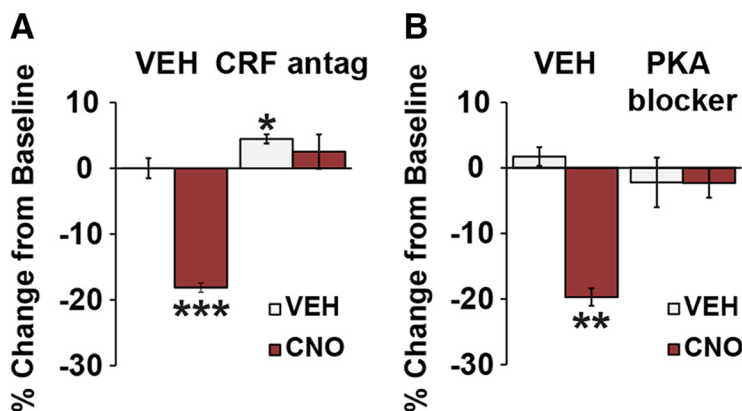 A
VEH CRF antag
% Change from Baseline
10
0
-10
-20
-30
*
***
VEH
CNO
B
VEH PKA
blocker
% Change from Baseline
10
0
-10
-20
-30
**
VEH
CNO